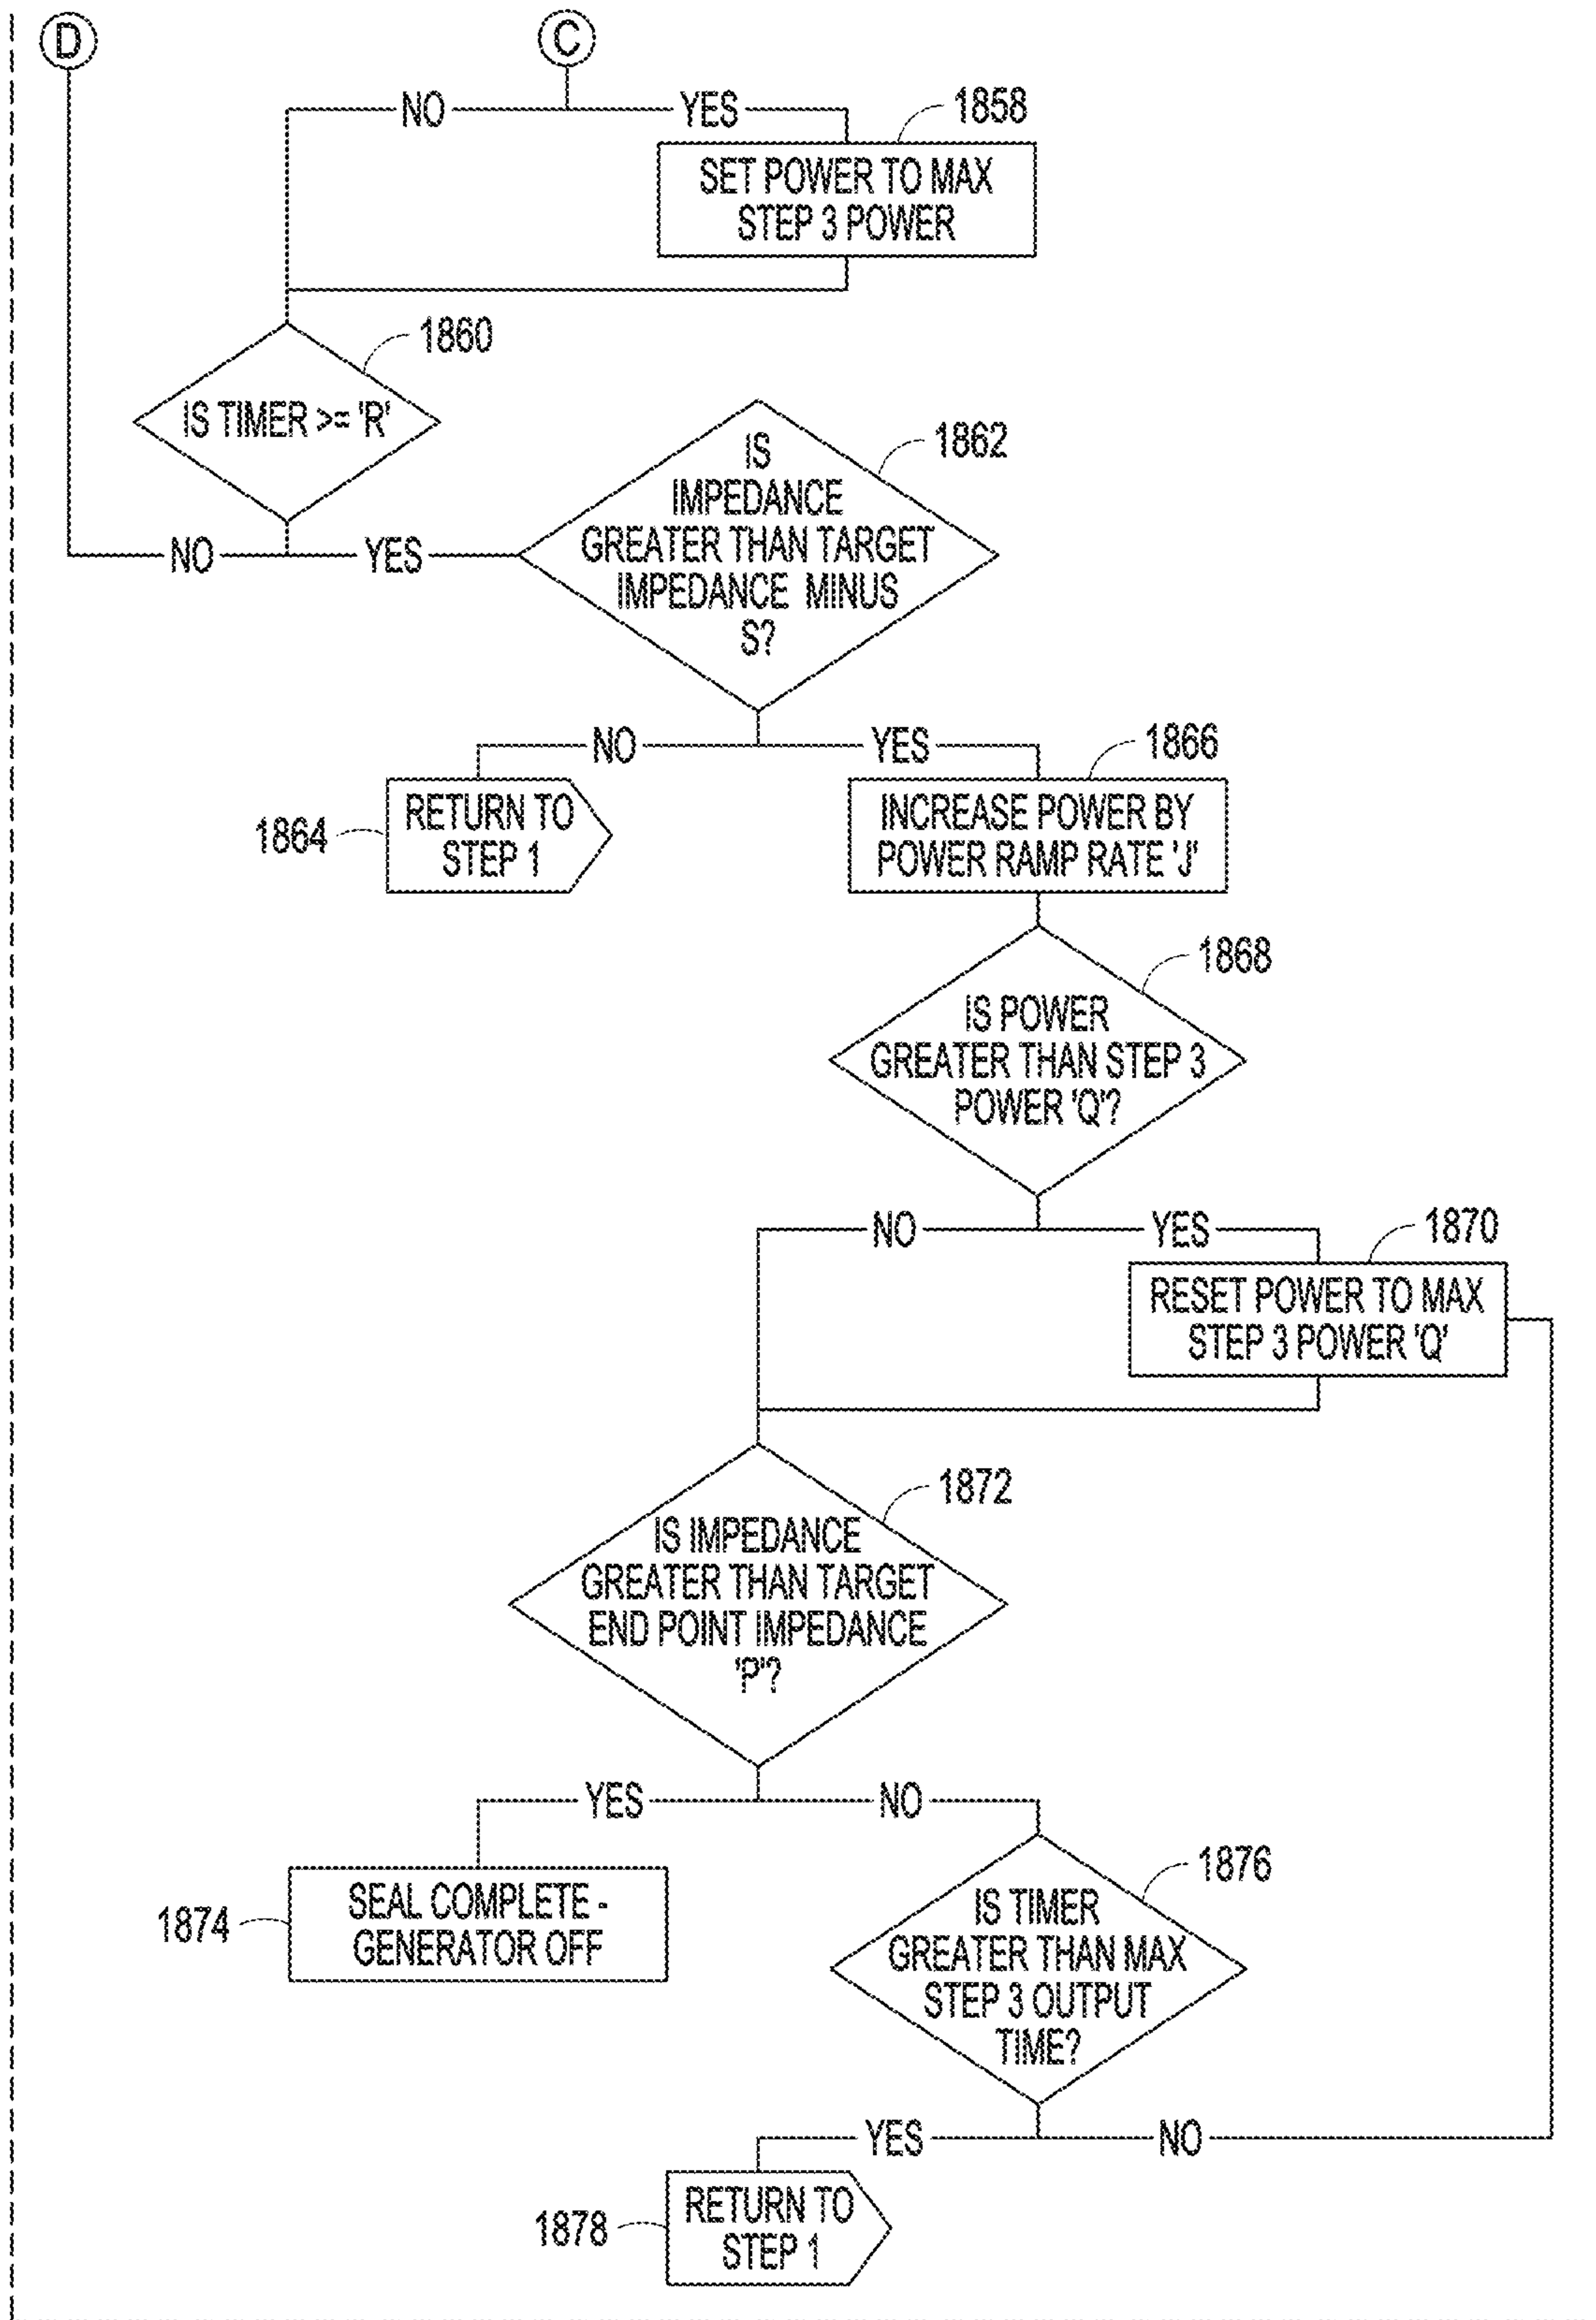 D
C
NO
YES
1858
SET POWER TO MAX
STEP 3 POWER
1860
IS TIMER >= 'R'
1862
IS
IMPEDANCE
GREATER THAN TARGET
IMPEDANCE MINUS
S?
NO
YES
NO
YES
1864
RETURN TO
STEP 1
1866
INCREASE POWER BY
POWER RAMP RATE 'J'
1868
IS POWER
GREATER THAN STEP 3
POWER 'Q'?
NO
YES
1870
RESET POWER TO MAX
STEP 3 POWER 'Q'
1872
IS IMPEDANCE
GREATER THAN TARGET
END POINT IMPEDANCE
'P'?
YES
NO
1874
SEAL COMPLETE -
GENERATOR OFF
1876
IS TIMER
GREATER THAN MAX
STEP 3 OUTPUT
TIME?
YES
NO
1878
RETURN TO
STEP 1